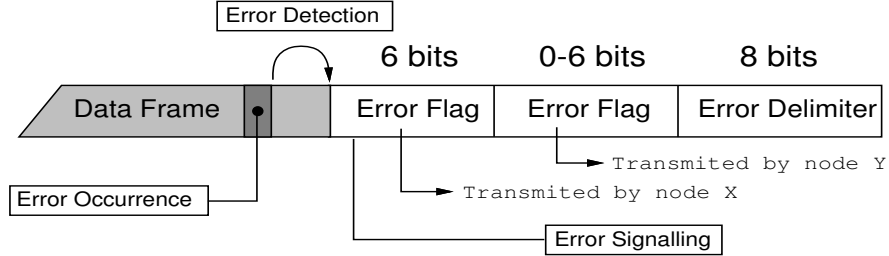 Error Detection
6 bits
0-6 bits
8 bits
Data Frame
Error Flag
Error Flag
Error Delimiter
Transmited by node Y
Transmited by node X
Error Occurrence
Error Signalling